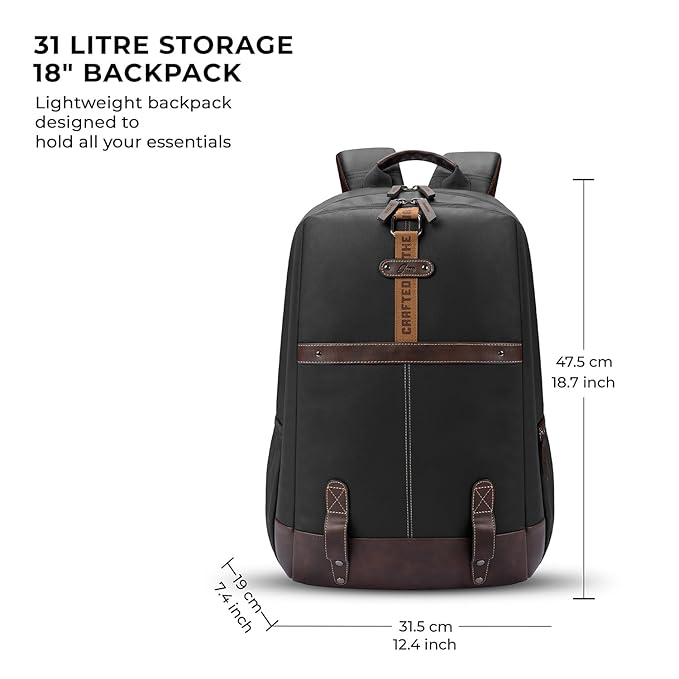 31 LITRE STORAGE
18" BACKPACK
Lightweight backpack
designed to
hold all your essentials
CRAFTED
THE
47.5 cm
18.7 inch
19 cm
7.4 inch
31.5 cm
12.4 inch